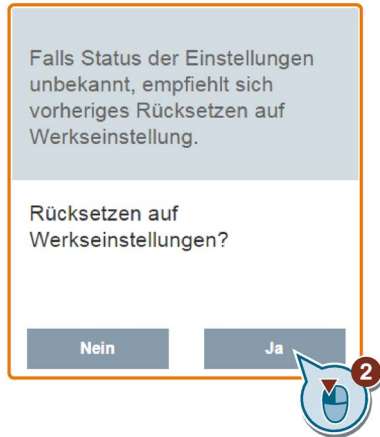 Falls Status der Einstellungen
unbekannt, empfiehlt sich
vorheriges Rücksetzen auf
Werkseinstellung.
Rücksetzen auf
Werkseinstellungen?
Nein
Ja
2